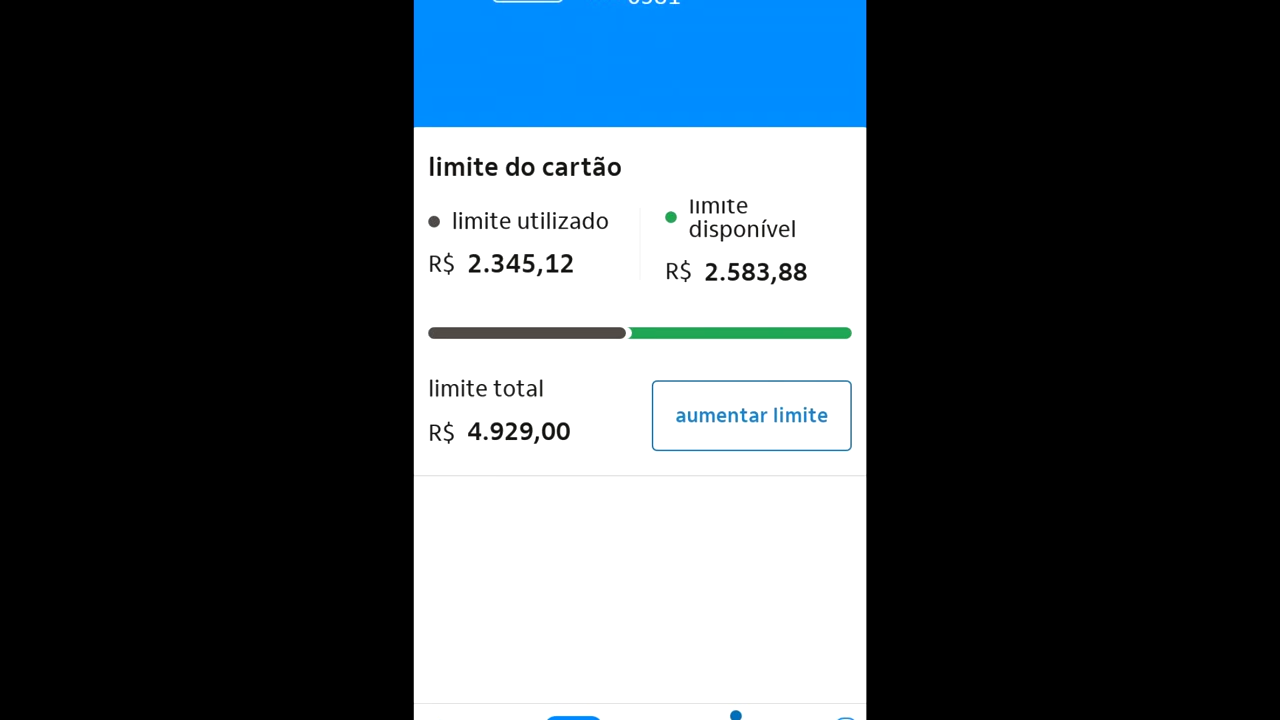 limite do cartão
limite utilizado
R$ 2.345,12
limite
disponível
R$ 2.583,88
limite total
R$ 4.929,00
aumentar limite